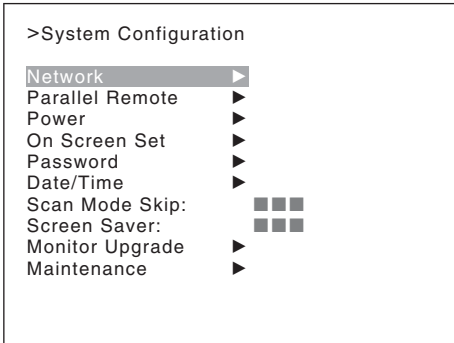 >System Configuration
Network ▶
Parallel Remote ▶
Power ▶
On Screen Set ▶
Password ▶
Date/Time ▶
Scan Mode Skip: ■■■
Screen Saver: ■■■
Monitor Upgrade ▶
Maintenance ▶